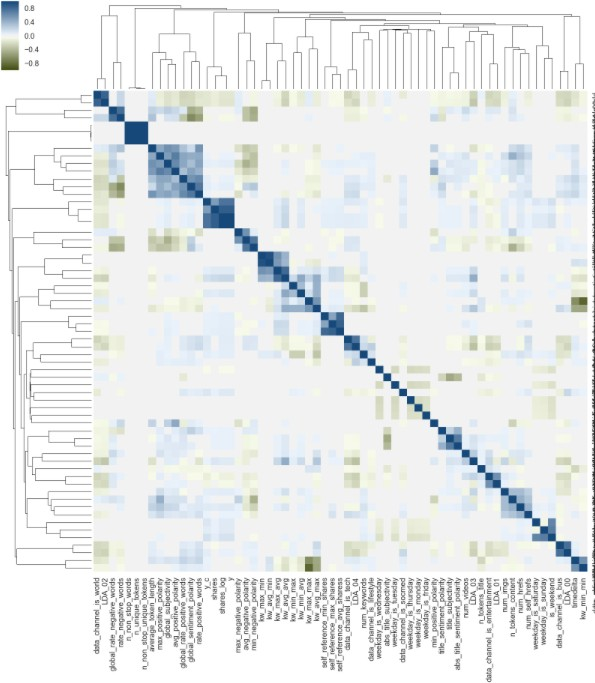 0.8
0.4
0.0
−0.4
−0.8
data_channel_is_world
LDA_02
global_rate_negative_words
rate_negative_words
n_non_stop_words
n_unique_tokens
n_non_stop_unique_tokens
average_token_length
max_positive_polarity
global_subjectivity
avg_positive_polarity
global_rate_positive_words
global_sentiment_polarity
rate_positive_words
y_c
shares
shares_log
y
max_negative_polarity
avg_negative_polarity
min_negative_polarity
kw_max_min
kw_avg_min
kw_max_avg
kw_avg_avg
kw_min_max
kw_min_avg
kw_max_max
kw_avg_max
self_reference_min_shares
self_reference_max_shares
self_reference_avg_sharess
data_channel_is_tech
LDA_04
num_keywords
data_channel_is_lifestyle
weekday_is_wednesday
abs_title_subjectivity
weekday_is_tuesday
data_channel_is_socmed
weekday_is_thursday
weekday_is_monday
weekday_is_friday
min_positive_polarity
title_sentiment_polarity
title_subjectivity
abs_title_sentiment_polarity
num_videos
LDA_03
n_tokens_title
data_channel_is_entertainment
LDA_01
num_imgs
n_tokens_content
num_hrefs
num_self_hrefs
weekday_is_saturday
weekday_is_sunday
is_weekend
data_channel_is_bus
LDA_00
timedelta
kw_min_min